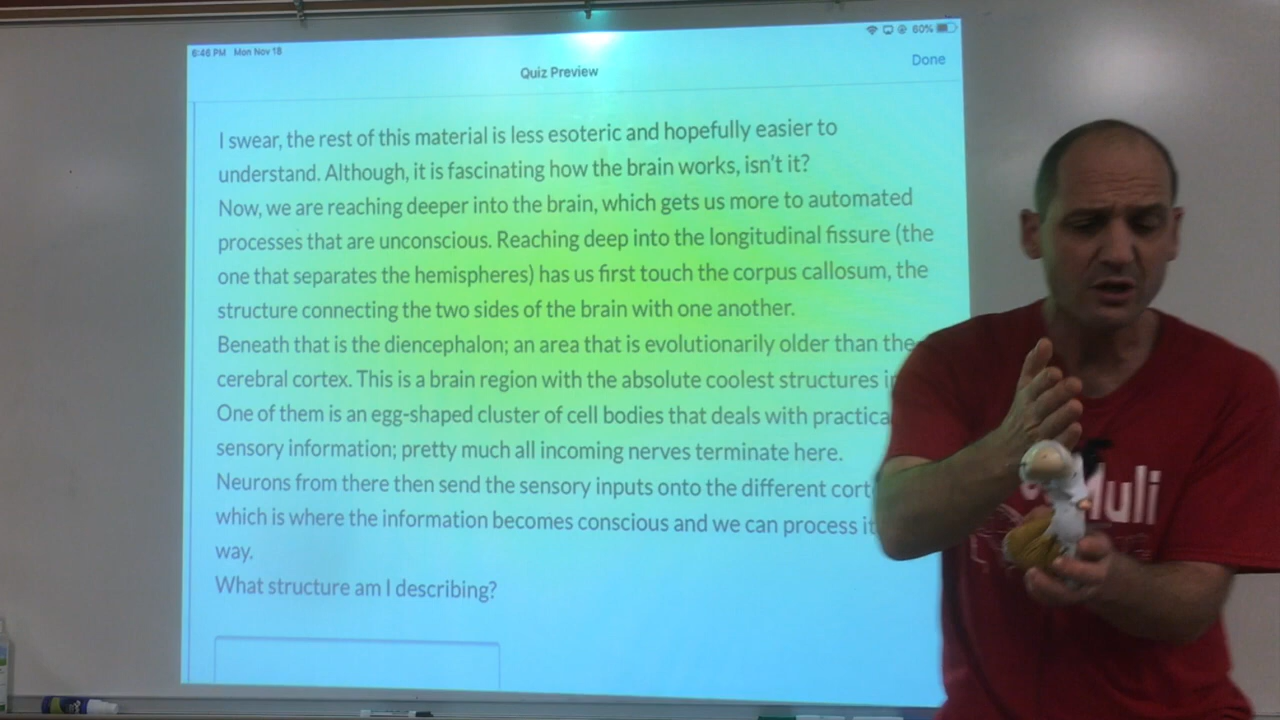 6:46 PM Mon Nov 18
60%
Quiz Preview
Done
I swear, the rest of this material is less esoteric and hopefully easier to
understand. Although, it is fascinating how the brain works, isn't it?
Now, we are reaching deeper into the brain, which gets us more to automated
processes that are unconscious. Reaching deep into the longitudinal fissure (the
one that separates the hemispheres) has us first touch the corpus callosum, the
structure connecting the two sides of the brain with one another.
Beneath that is the diencephalon; an area that is evolutionarily older than the
cerebral cortex. This is a brain region with the absolute coolest structures
One of them is an egg-shaped cluster of cell bodies that deals with
sensory information; pretty much all incoming nerves terminate here.
Neurons from there then send the sensory inputs onto the different
which is where the information becomes conscious and we can process it
way.
What structure am I describing?